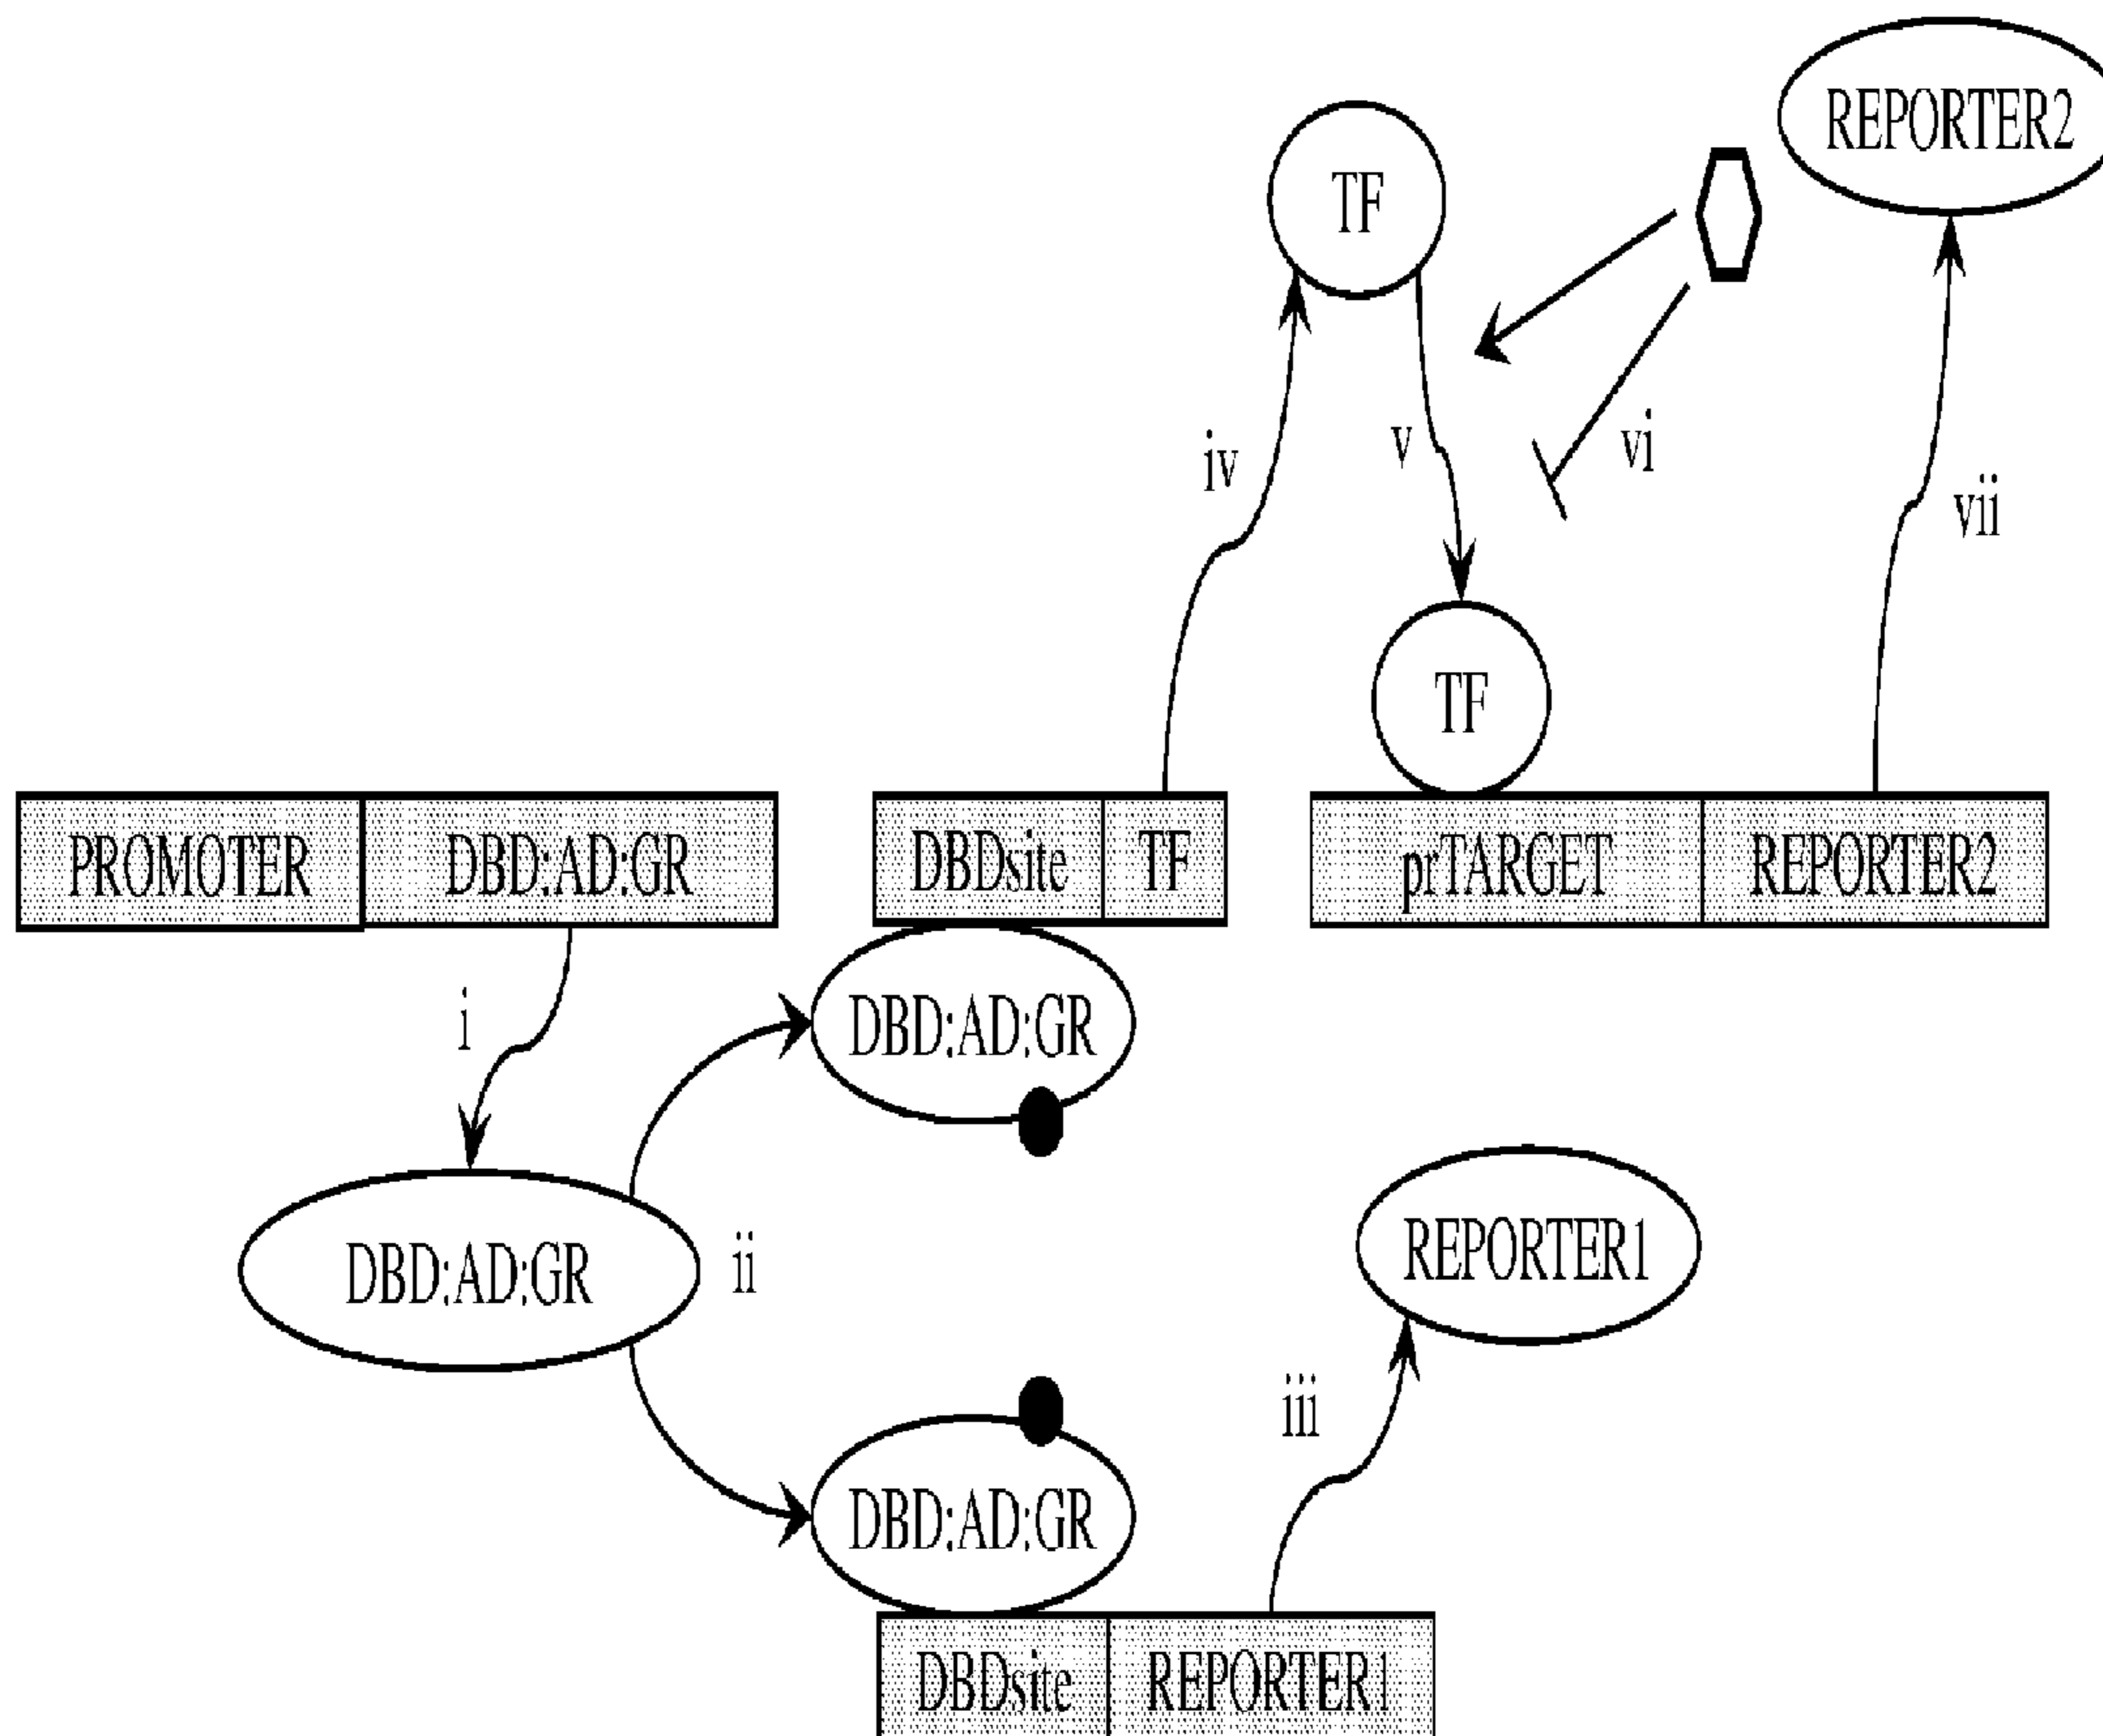 REPORTER2
TF
iv
v
vi
vii
TF
PROMOTER
DBD:AD:GR
DBDsite
TF
prTARGET
REPORTER2
i
DBD:AD:GR
DBD:AD:GR
ii
REPORTER1
iii
DBD:AD:GR
DBDsite
REPORTER1